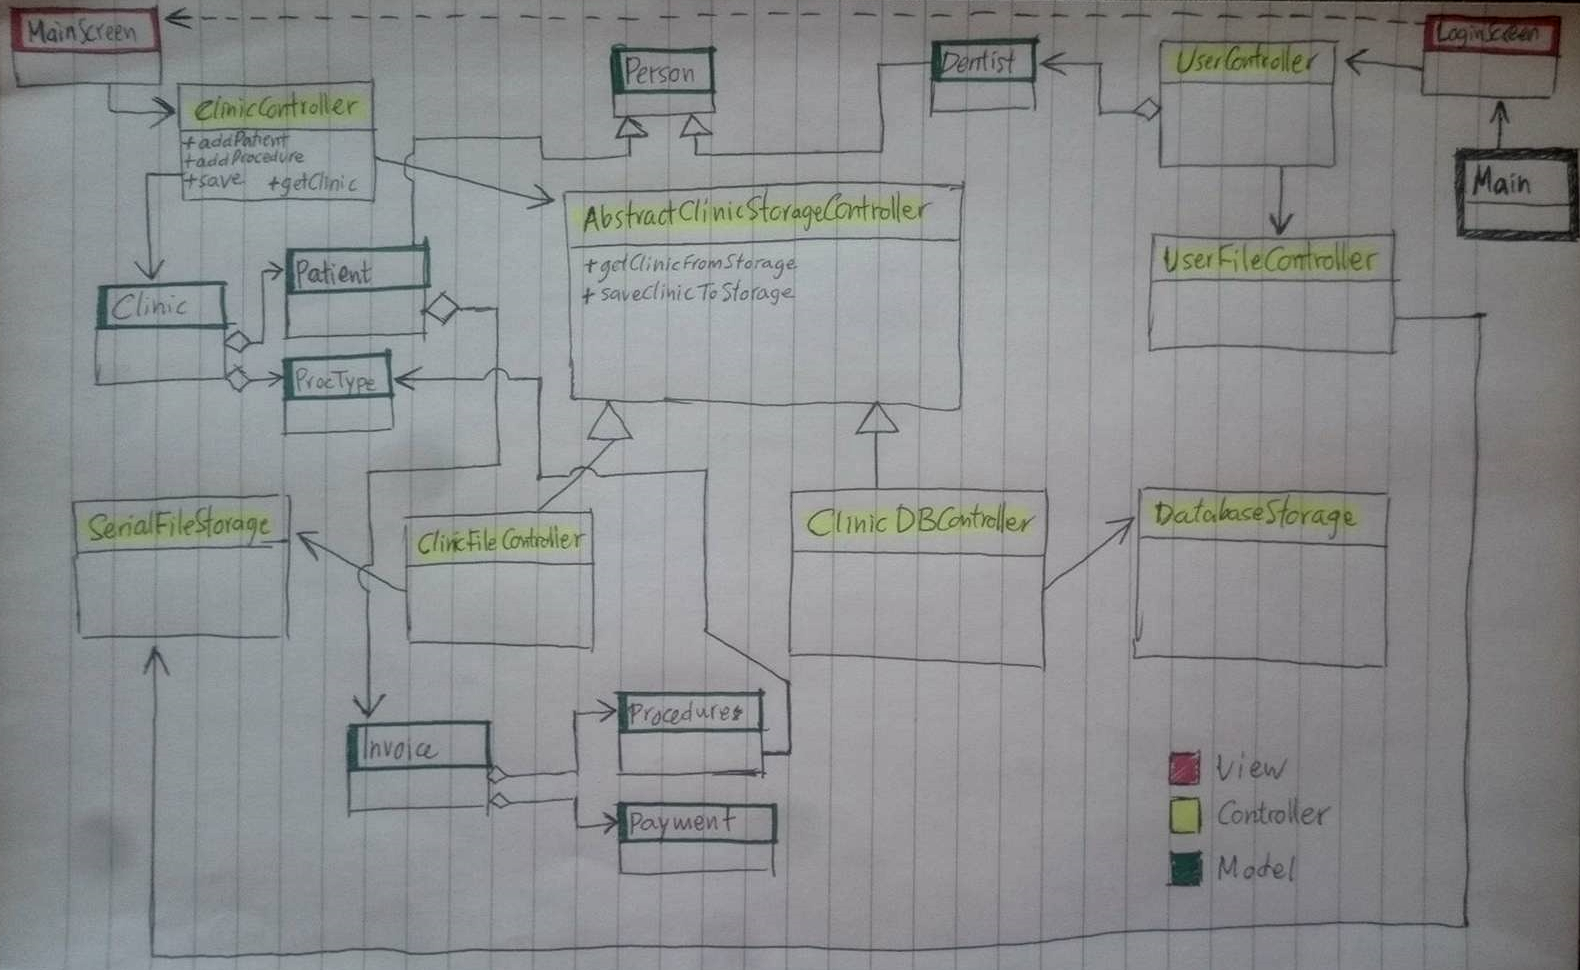 MainScreen
LoginScreen
Person
Dentist
UserController
ClinicController
+addPatient
+addProcedure
+save +getClinic
Main
AbstractClinicStorageController
+getClinicFromStorage
+saveClinicToStorage
UserFileController
Patient
Clinic
ProcType
SerialFileStorage
ClinicFileController
ClinicDBController
DatabaseStorage
Procedures
Invoice
Payment
View
Controller
Model